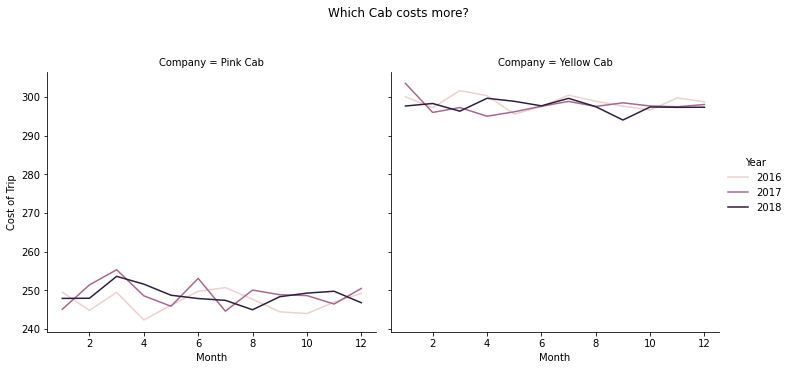 Which Cab costs more?
Company = Pink Cab
Company = Yellow Cab
Cost of Trip
300
290
280
270
260
250
240
2 4 6 8 10 12
2 4 6 8 10 12
Month
Month
Year
2016
2017
2018